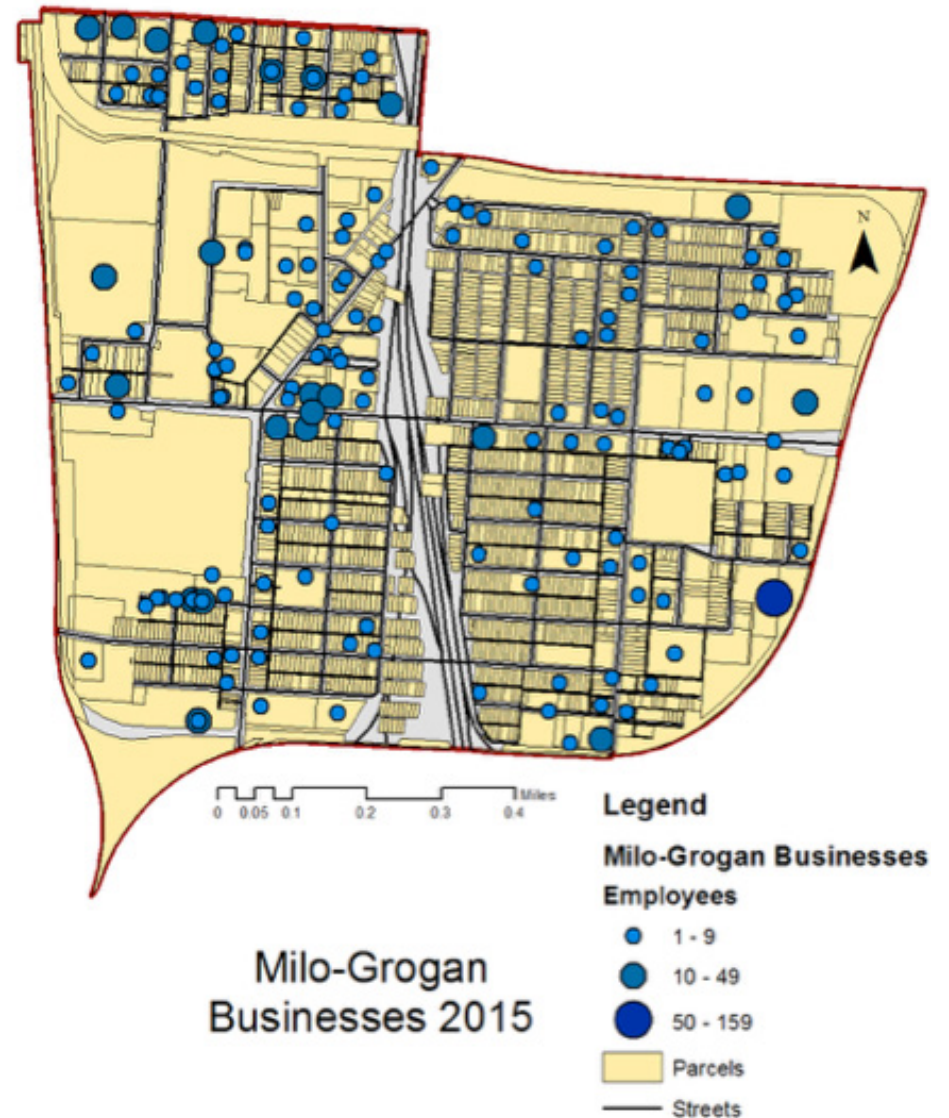 N
Miles
0 0.05 0.1 0.2 0.3 0.4
Legend
Milo-Grogan Businesses
Employees
1 - 9
10 - 49
50 - 159
Parcels
Streets
Milo-Grogan
Businesses 2015